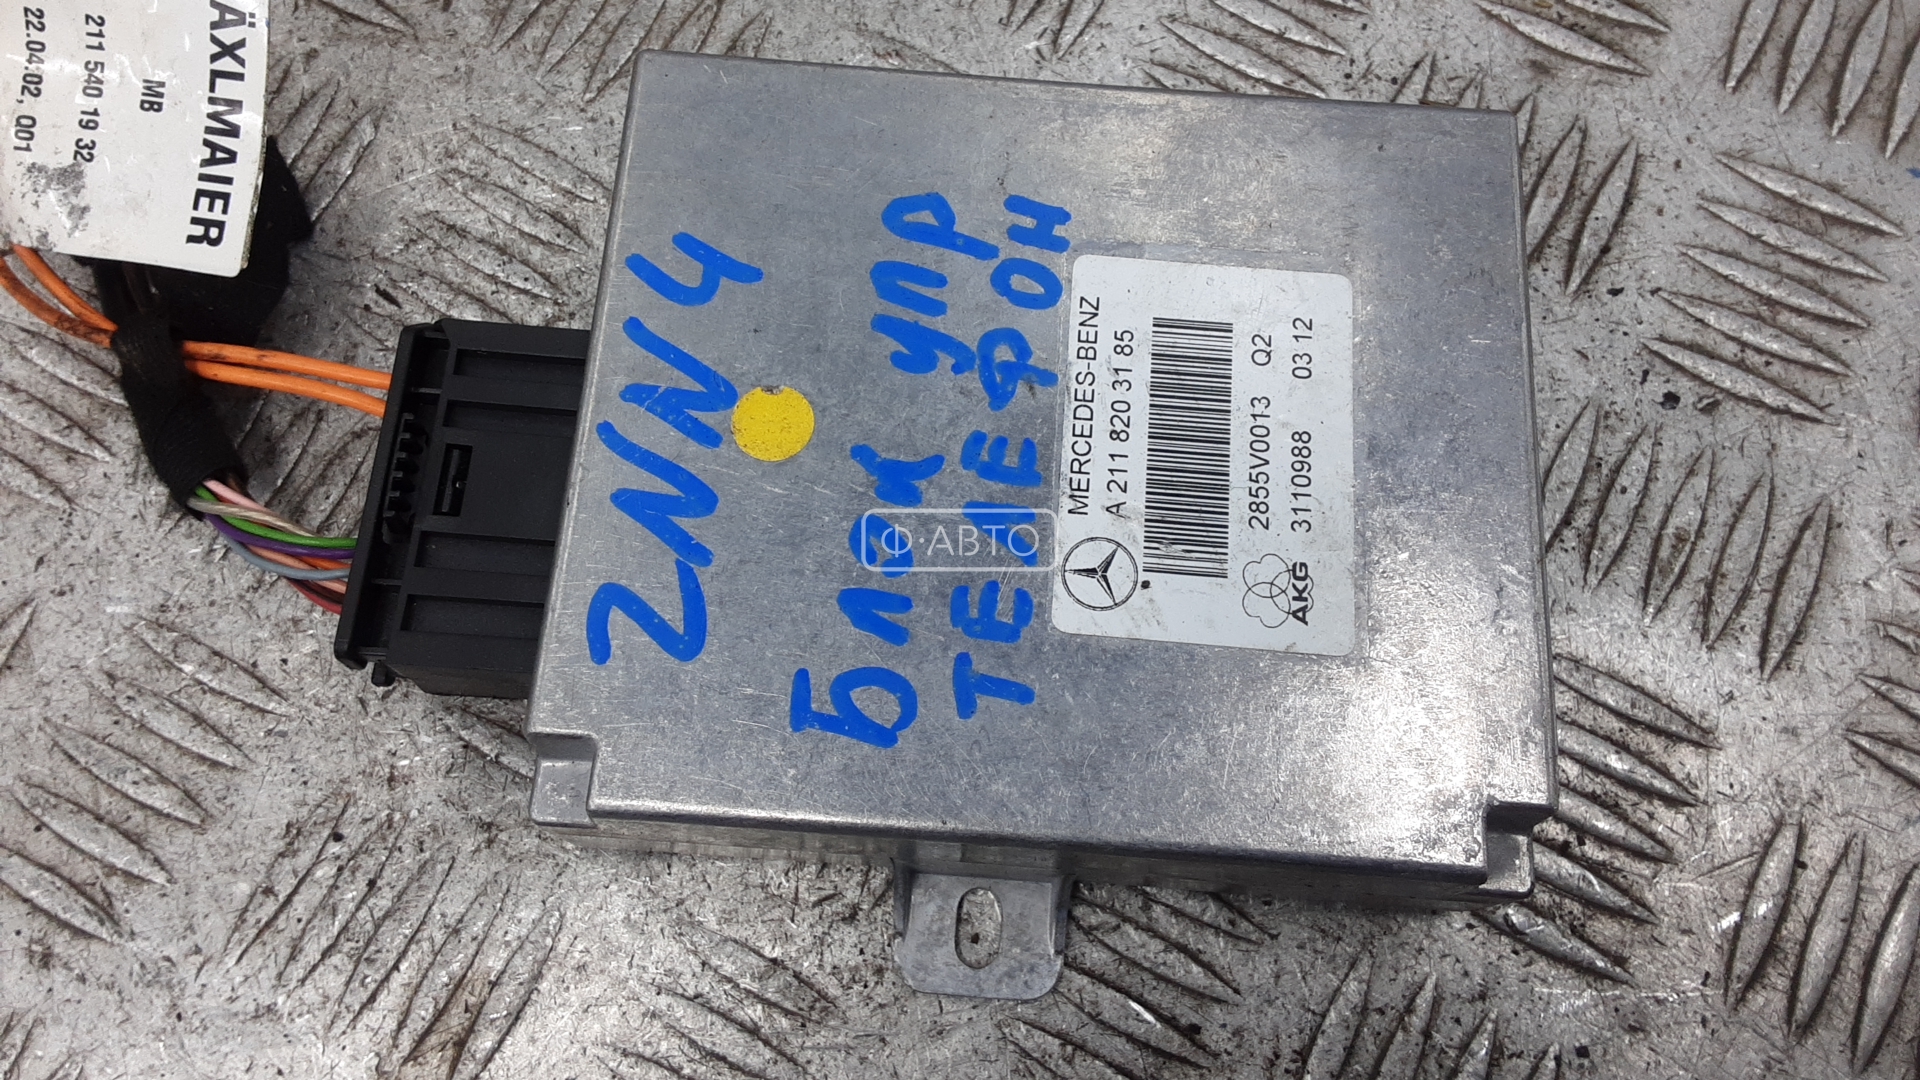 ÄXLMAIER
MB
211 540 19 32
22.04.02, Q01
ZNN4
Блок упр
ТЕЛЕФОН
MERCEDES-BENZ
A 211 820 31 85
2855V0013 Q2
3110988 03 12
AKG
Ф·АВТО